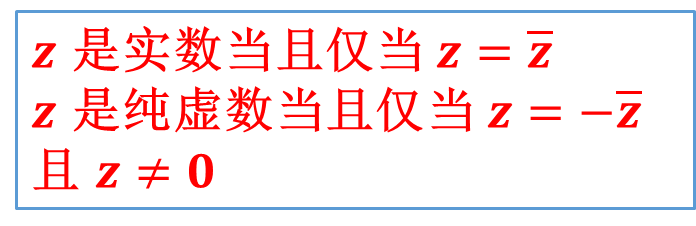 z 是实数当且仅当 z = z̅
z 是纯虚数当且仅当 z = −z̅
且 z ≠ 0